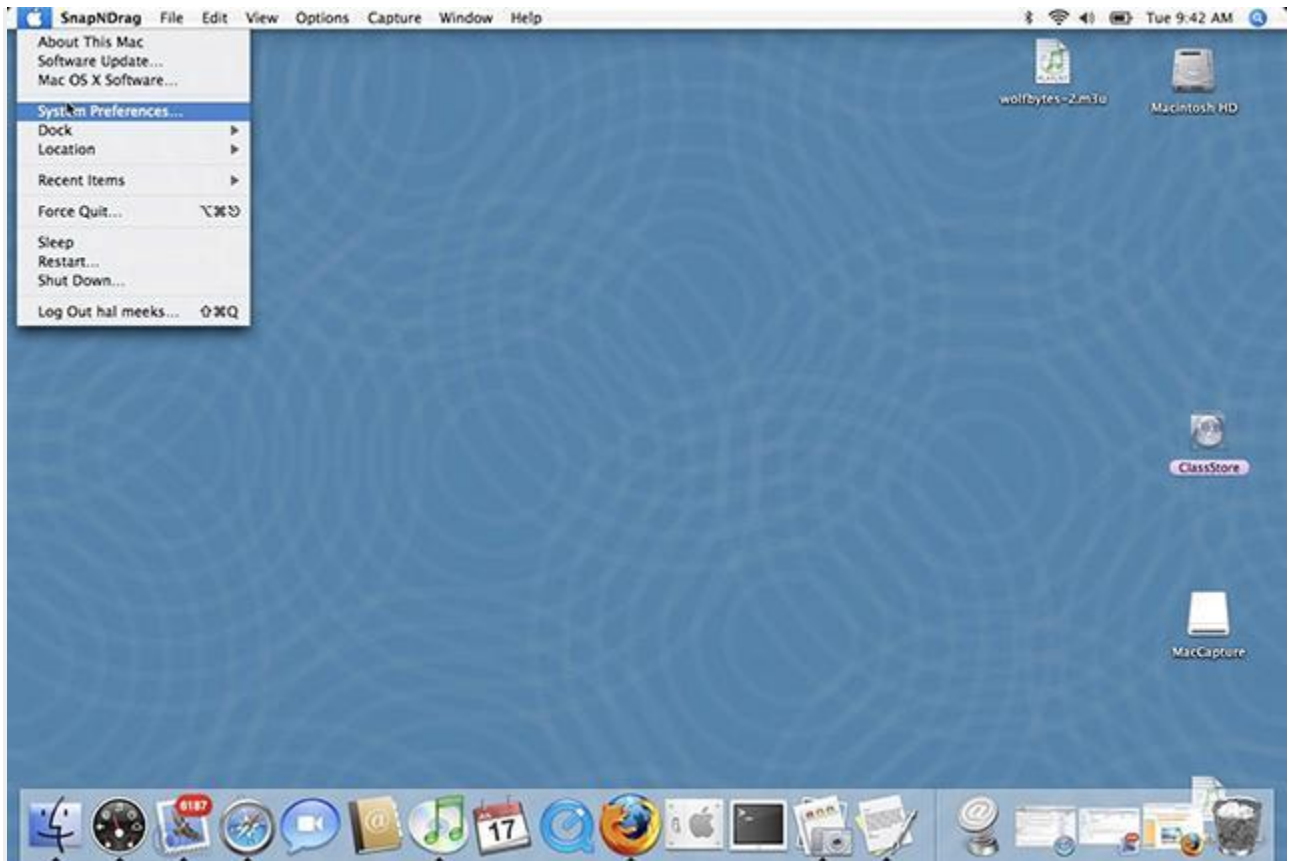 SnapNDrag File Edit View Options Capture Window Help Tue 9:42 AM
About This Mac
Software Update...
Mac OS X Software...
System Preferences...
Dock
Location
Recent Items
Force Quit... ⌥⌘⎋
Sleep
Restart...
Shut Down...
Log Out hal meeks... ⇧⌘Q
wolfbytes-2.m3u
Macintosh HD
ClassStore
MacCapture
6187
17